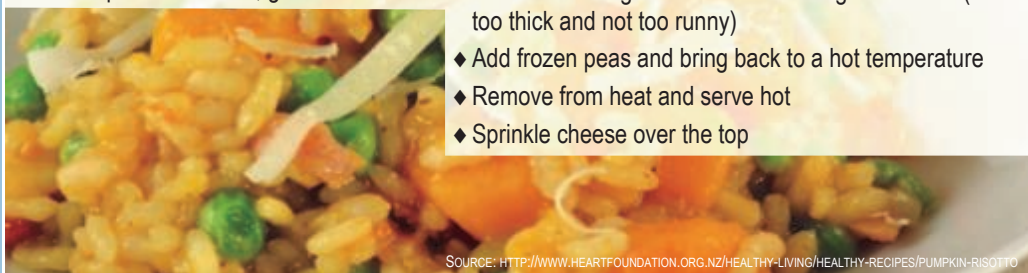 too thick and not too runny)
♦ Add frozen peas and bring back to a hot temperature
♦ Remove from heat and serve hot
♦ Sprinkle cheese over the top
SOURCE: HTTP://WWW.HEARTFOUNDATION.ORG.NZ/HEALTHY-LIVING/HEALTHY-RECIPES/PUMPKIN-RISOTTO